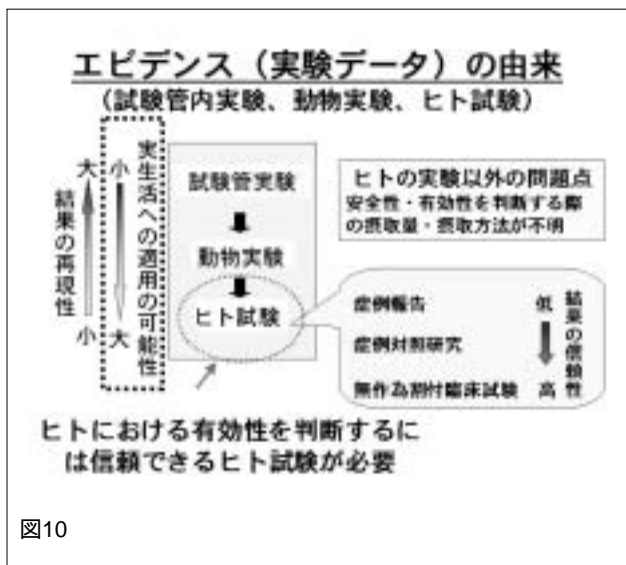 エビデンス（実験データ）の由来
（試験管内実験、動物実験、ヒト試験）
結果の再現性
大
小
実生活への適用の可能性
小
大
試験管実験
動物実験
ヒト試験
ヒトの実験以外の問題点
安全性・有効性を判断する際
の摂取量・摂取方法が不明
症例報告
症例対照研究
無作為割付臨床試験
低
高
結果の信頼性
ヒトにおける有効性を判断するに
は信頼できるヒト試験が必要
図10